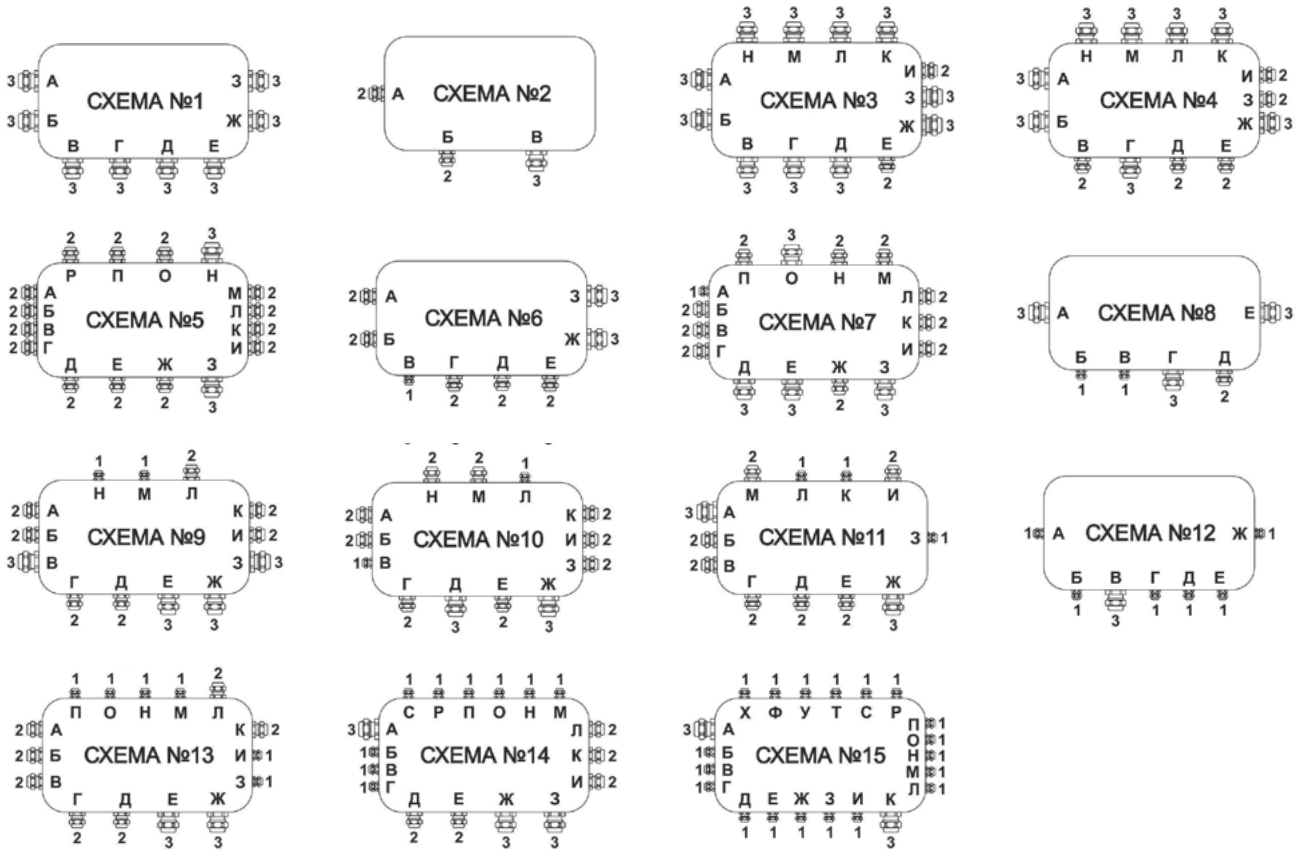 3 3 3 3 3 3 3 3
А З Н М Л К Н М Л К
3 3 2 А 3 А И 2 3 А И 2
СХЕМА №1 СХЕМА №2 СХЕМА №3 З 3 СХЕМА №4 З 2
3 Б Ж 3 3 Б Ж 3 3 Б Ж 3
В Г Д Е Б В В Г Д Е В Г Д Е
3 3 3 3 2 3 3 3 3 2 2 3 2 2
2 2 2 3 2 3 2 2
Р П О Н П О Н М
2 А М 2 2 А З 3 1 А Л 2
2 Б Л 2 2 Б
2 В СХЕМА №5 К 2 СХЕМА №6 2 В СХЕМА №7 К 2 3 А СХЕМА №8 Е 3
2 Г И 2 2 Б Ж 3 2 Г И 2
Д Е Ж З В Г Д Е Д Е Ж З Б В Г Д
2 2 2 3 1 2 2 2 3 3 2 3 1 1 3 2
1 1 2 2 2 1 2 1 1 2
Н М Л Н М Л М Л К И
2 А К 2 2 А К 2 3 А
2 Б СХЕМА №9 И 2 2 Б СХЕМА №10 И 2 2 Б СХЕМА №11 З 1 1 А СХЕМА №12 Ж 1
3 В З 3 1 В З 2 2 В
Г Д Е Ж Г Д Е Ж Г Д Е Ж Б В Г Д Е
2 2 3 3 2 3 2 3 2 2 2 3 1 3 1 1 1
1 1 1 1 2 1 1 1 1 1 1 1 1 1 1 1 1
П О Н М Л С Р П О Н М Х Ф У Т С Р
2 А К 2 3 А Л 2 3 А П 1
2 Б СХЕМА №13 И 1 1 Б СХЕМА №14 К 2 1 Б СХЕМА №15 О 1
2 В З 1 1 В И 2 1 В Н 1
1 Г 1 Г М 1
Л 1
Г Д Е Ж Д Е Ж З Д Е Ж З И К
2 2 3 3 2 2 3 3 1 1 1 1 1 3